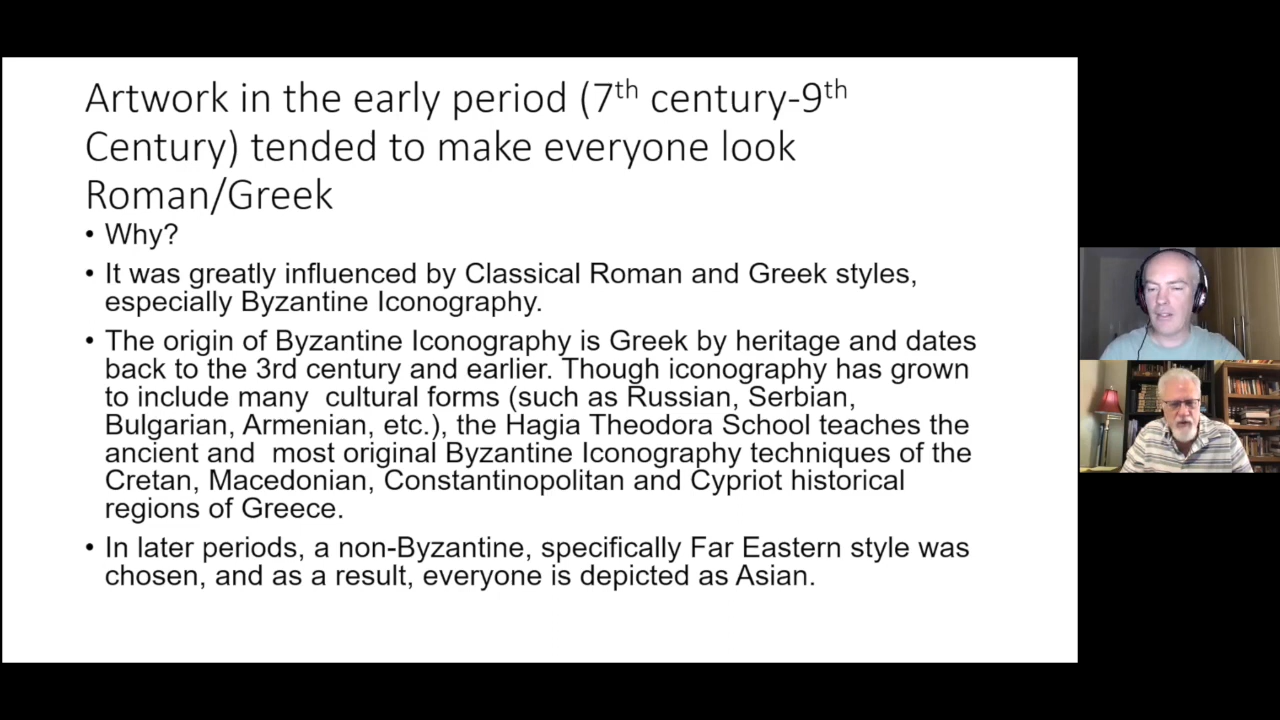 Artwork in the early period (7th century-9th
Century) tended to make everyone look
Roman/Greek
• Why?
• It was greatly influenced by Classical Roman and Greek styles,
especially Byzantine Iconography.
• The origin of Byzantine Iconography is Greek by heritage and dates
back to the 3rd century and earlier. Though iconography has grown
to include many  cultural forms (such as Russian, Serbian,
Bulgarian, Armenian, etc.), the Hagia Theodora School teaches the
ancient and  most original Byzantine Iconography techniques of the
Cretan, Macedonian, Constantinopolitan and Cypriot historical
regions of Greece.
• In later periods, a non-Byzantine, specifically Far Eastern style was
chosen, and as a result, everyone is depicted as Asian.